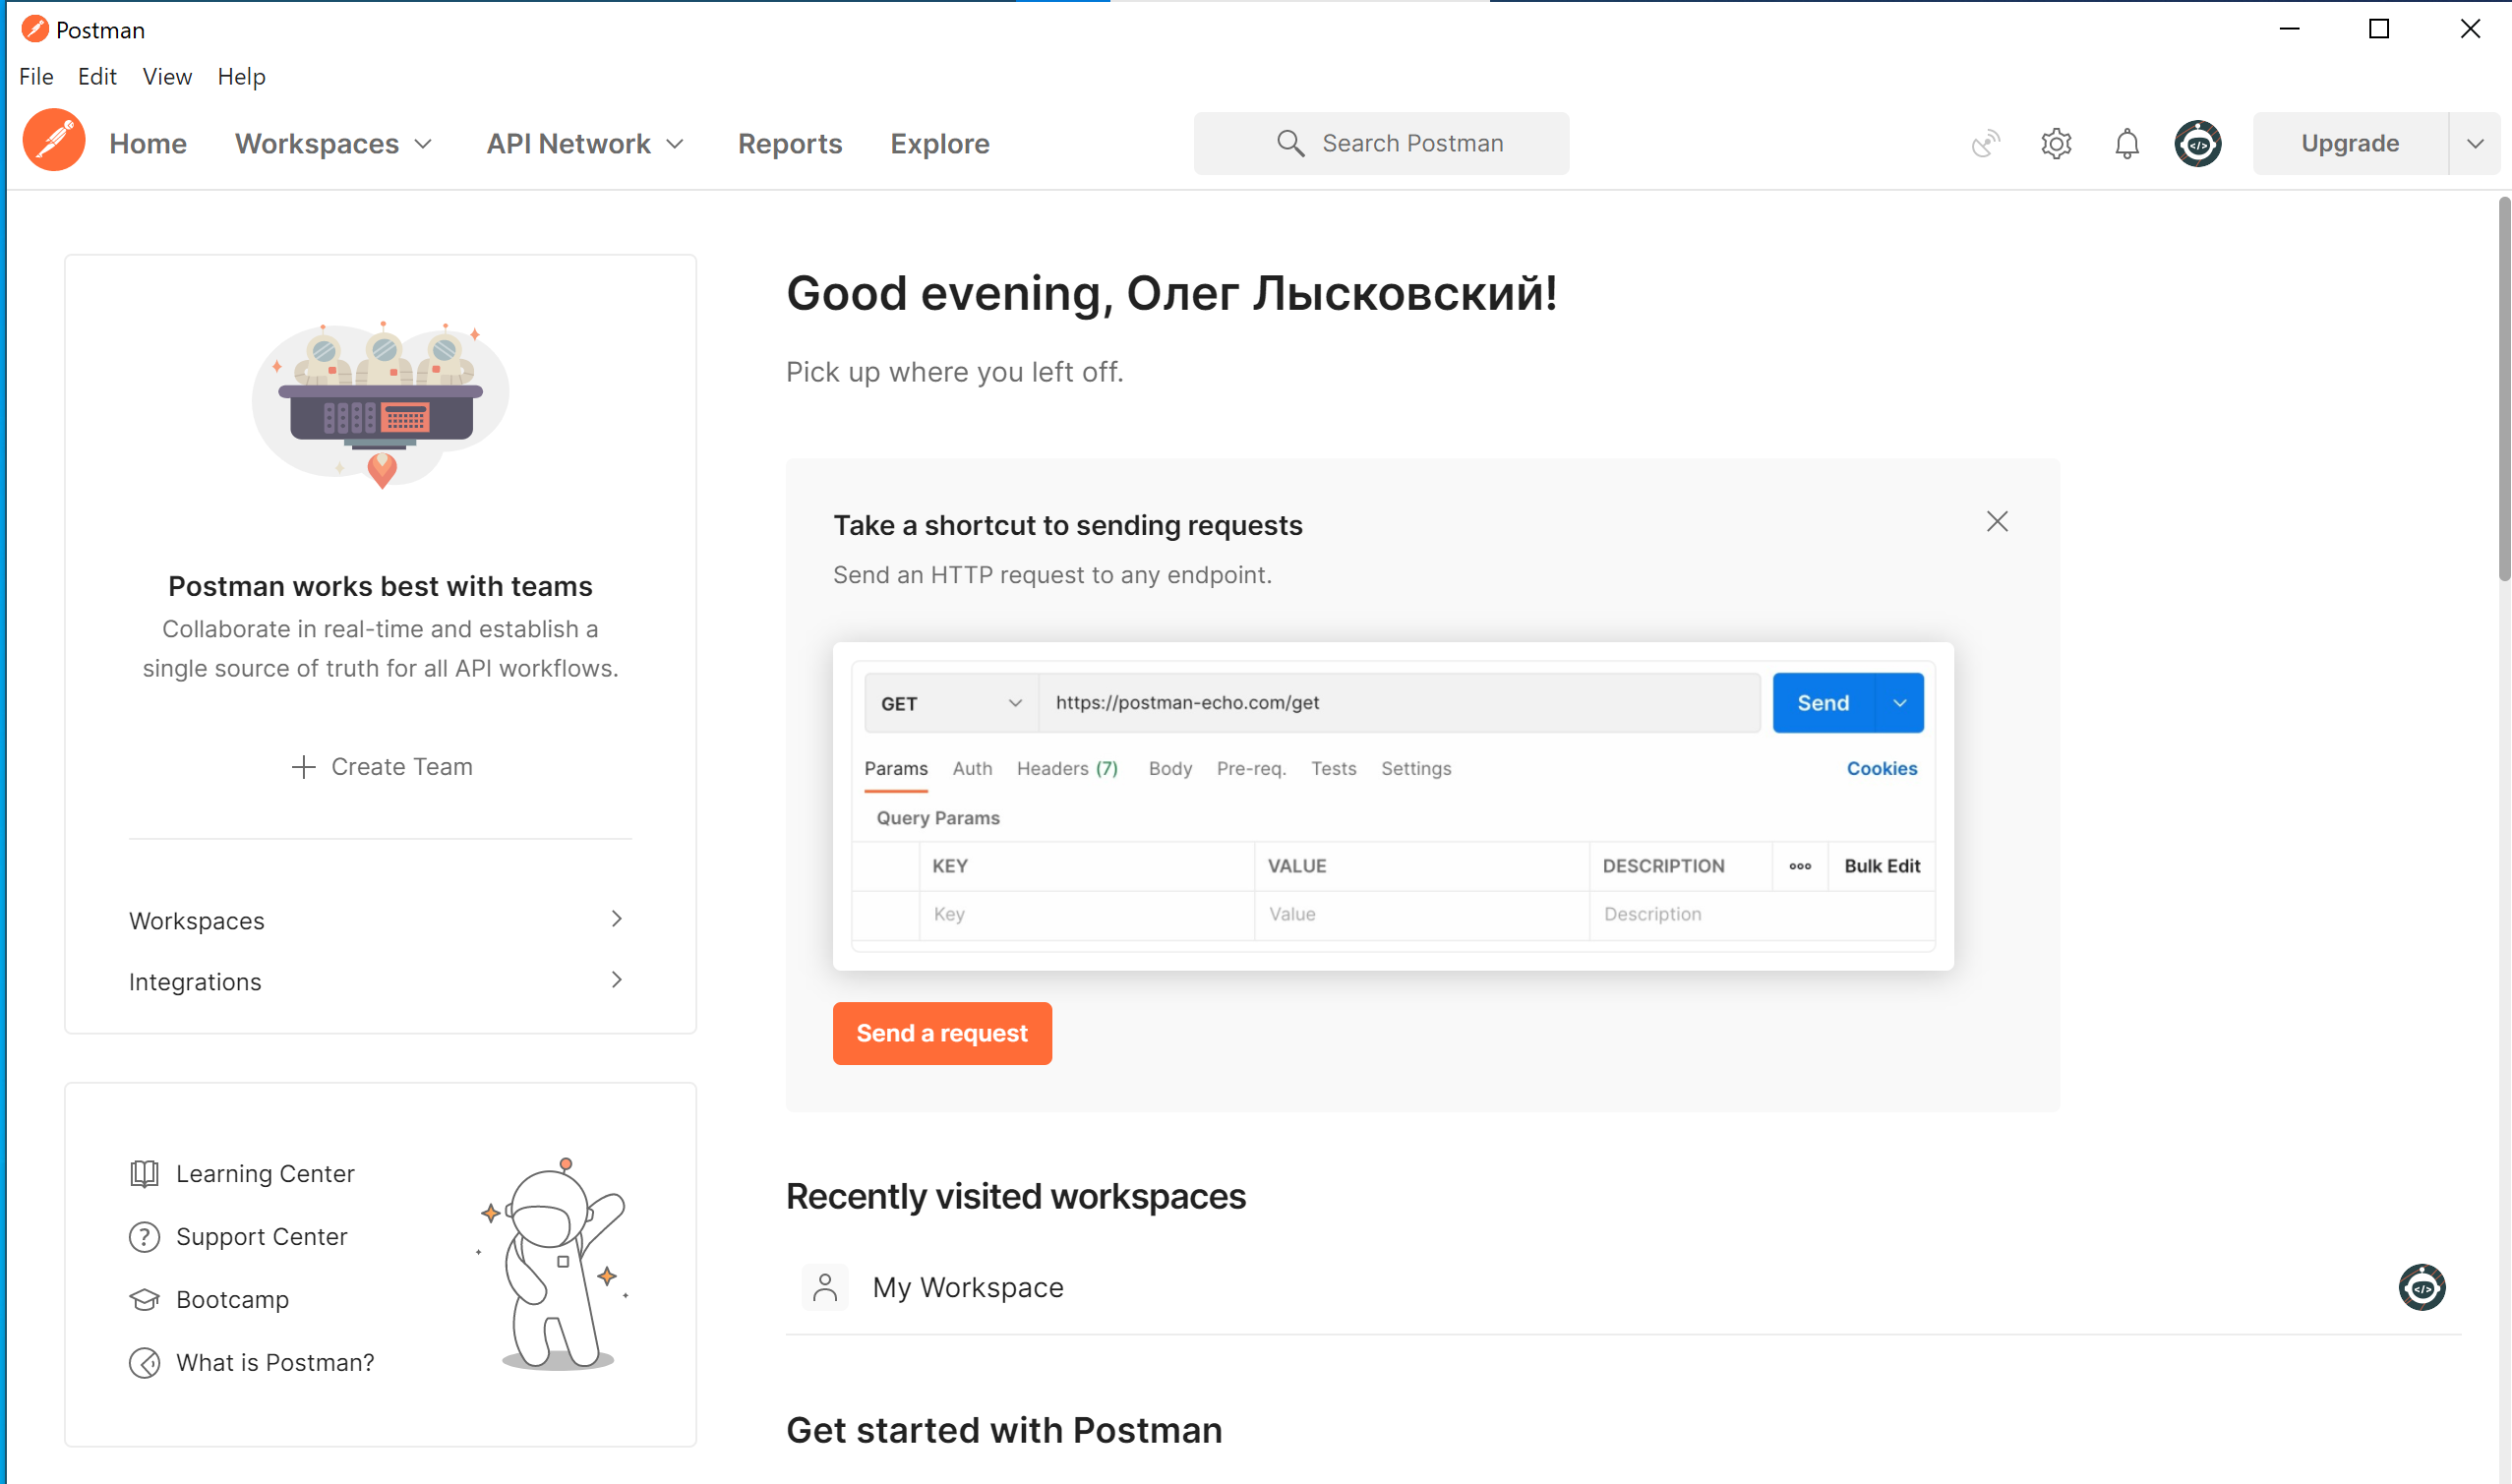 Postman
File Edit View Help
Home Workspaces API Network Reports Explore Search Postman Upgrade
Postman works best with teams
Collaborate in real-time and establish a
single source of truth for all API workflows.
Create Team
Workspaces
Integrations
Learning Center
Support Center
Bootcamp
What is Postman?
Good evening, Олег Лысковский!
Pick up where you left off.
Take a shortcut to sending requests
Send an HTTP request to any endpoint.
GET https://postman-echo.com/get Send
Params Auth Headers (7) Body Pre-req. Tests Settings Cookies
Query Params
KEY VALUE DESCRIPTION ooo Bulk Edit
Key Value Description
Send a request
Recently visited workspaces
My Workspace
Get started with Postman